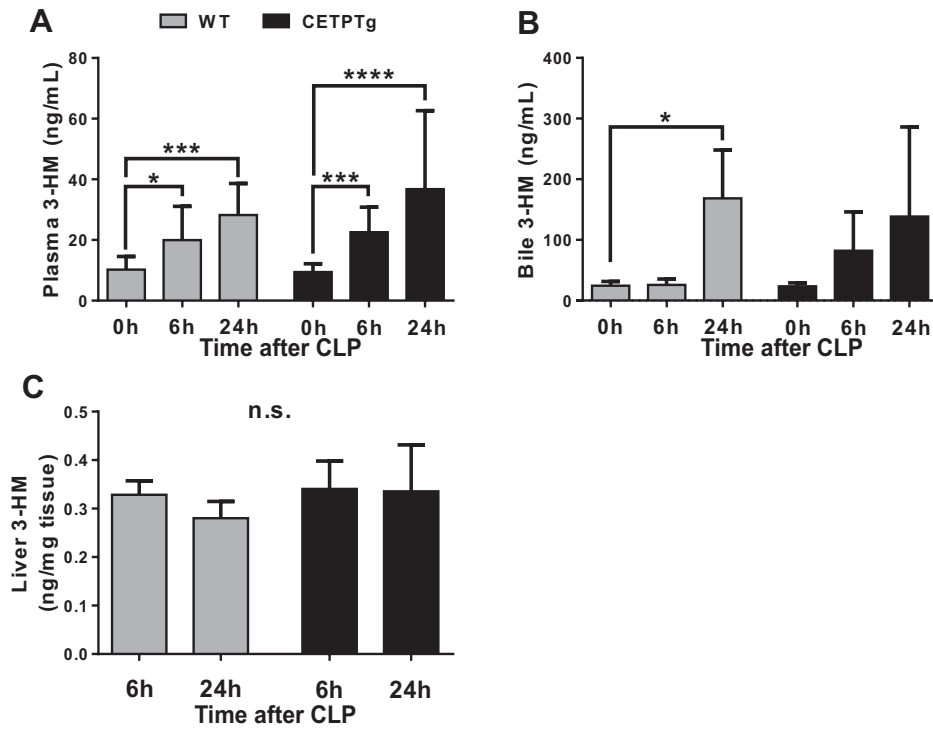 A
WT CETPTg
Plasma 3-HM (ng/mL)
80
60
40
20
0
* *** *** ****
0h 6h 24h 0h 6h 24h
Time after CLP
B
Bile 3-HM (ng/mL)
400
300
200
100
0
*
0h 6h 24h 0h 6h 24h
Time after CLP
C
n.s.
Liver 3-HM
(ng/mg tissue)
0.5
0.4
0.3
0.2
0.1
0.0
6h 24h 6h 24h
Time after CLP